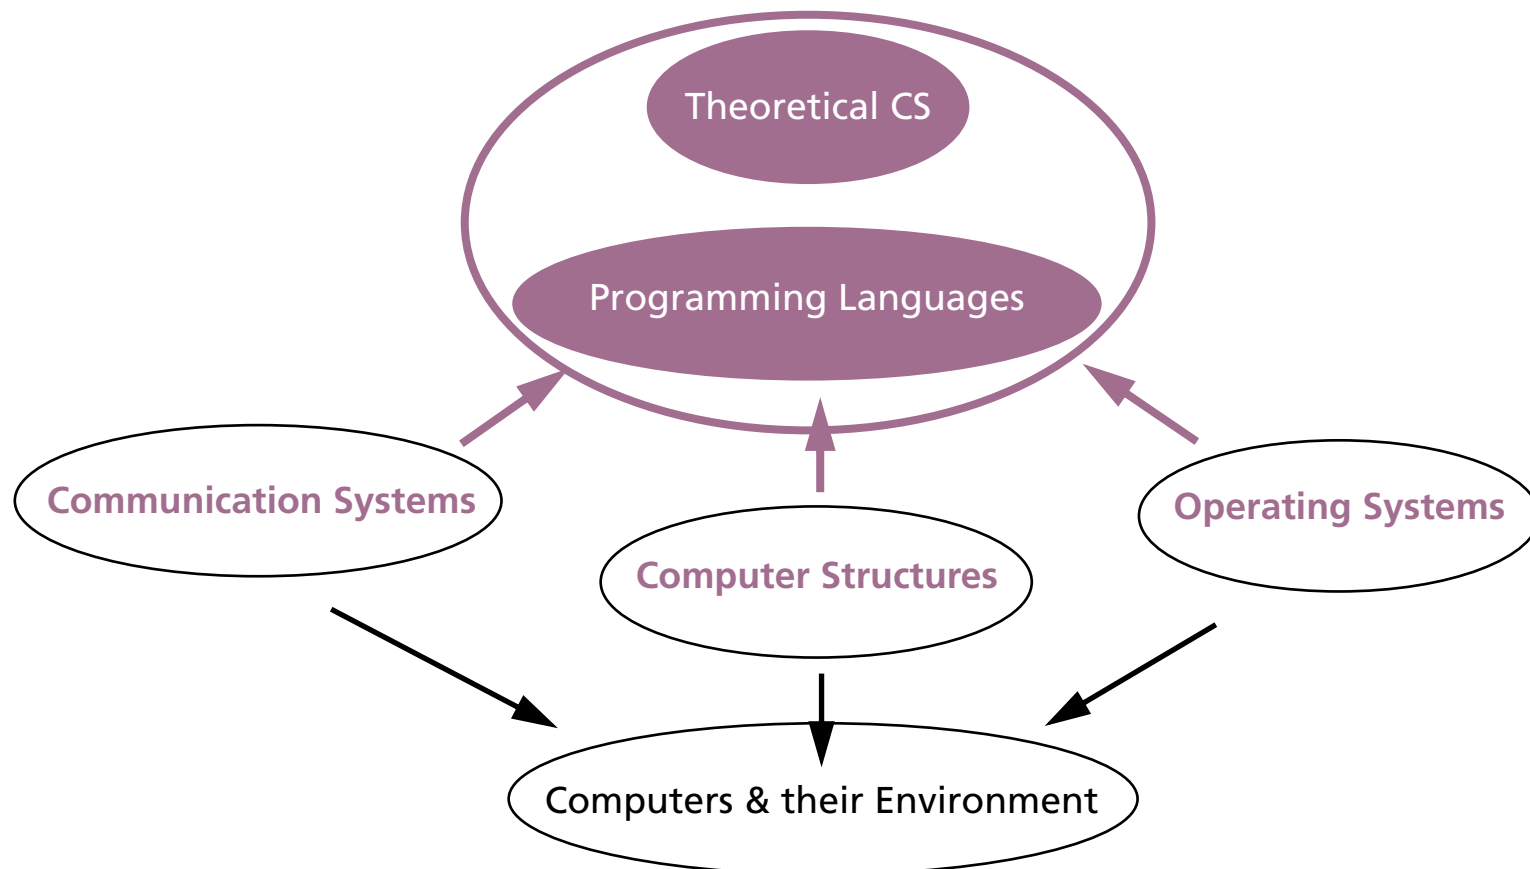 Theoretical CS
Programming Languages
Communication Systems
Operating Systems
Computer Structures
Computers & their Environment